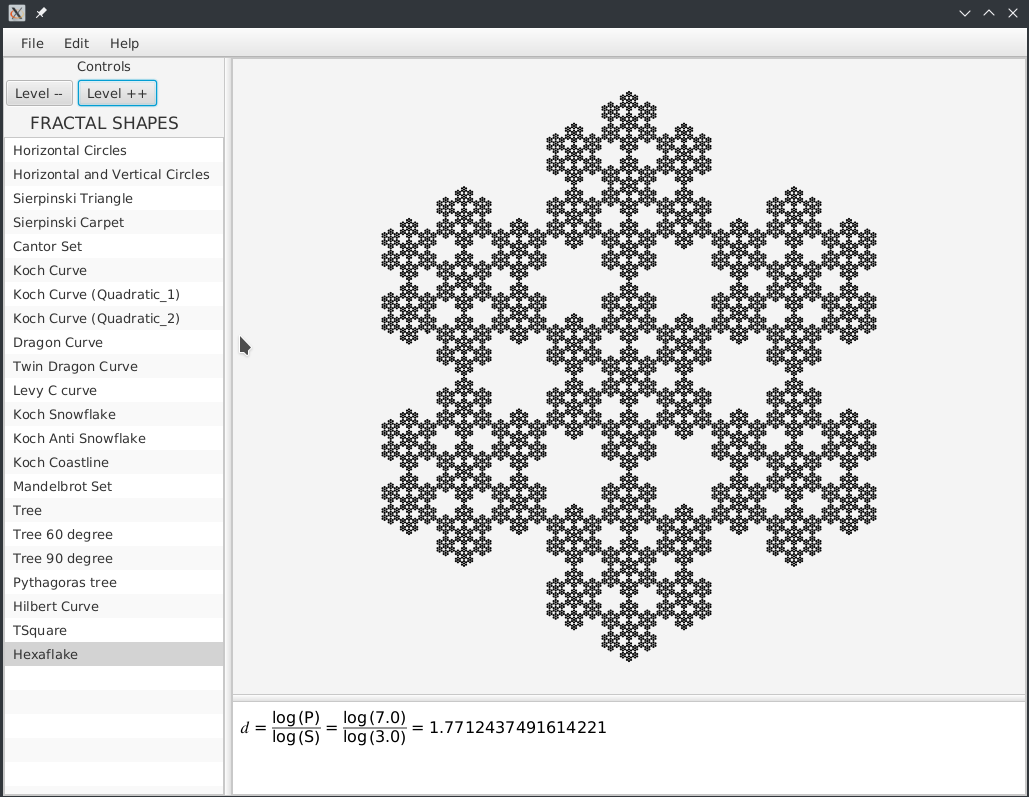 File Edit Help
Controls
Level -- Level ++
FRACTAL SHAPES
Horizontal Circles
Horizontal and Vertical Circles
Sierpinski Triangle
Sierpinski Carpet
Cantor Set
Koch Curve
Koch Curve (Quadratic_1)
Koch Curve (Quadratic_2)
Dragon Curve
Twin Dragon Curve
Levy C curve
Koch Snowflake
Koch Anti Snowflake
Koch Coastline
Mandelbrot Set
Tree
Tree 60 degree
Tree 90 degree
Pythagoras tree
Hilbert Curve
TSquare
Hexaflake
d = log(P)/log(S) = log(7.0)/log(3.0) = 1.7712437491614221